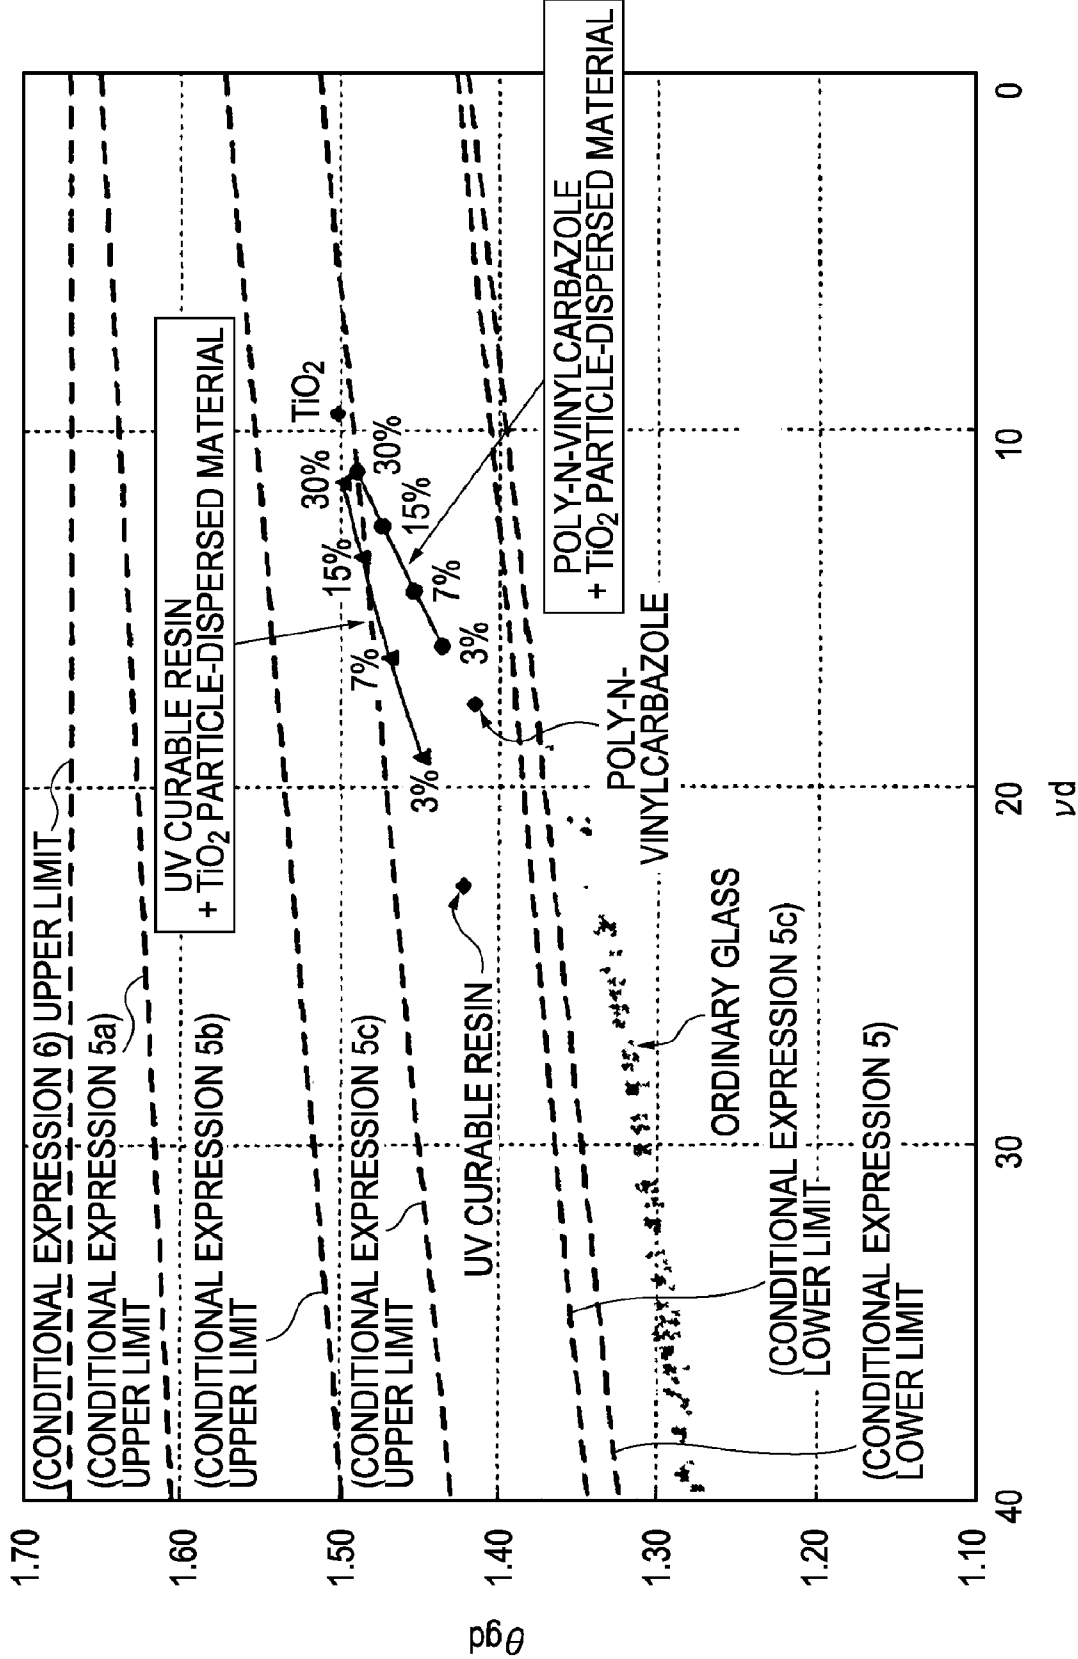 1.70
1.60
1.50
1.40
1.30
1.20
1.10
θgd
40
30
20
10
0
νd
(CONDITIONAL EXPRESSION 6) UPPER LIMIT
(CONDITIONAL EXPRESSION 5a)
UPPER LIMIT
(CONDITIONAL EXPRESSION 5b)
UPPER LIMIT
(CONDITIONAL EXPRESSION 5c)
UPPER LIMIT
UV CURABLE RESIN
+ TiO2 PARTICLE-DISPERSED MATERIAL
TiO2
3%
7%
15%
30%
3%
7%
15%
30%
UV CURABLE RESIN
POLY-N-
VINYLCARBAZOLE
POLY-N-VINYLCARBAZOLE
+ TiO2 PARTICLE-DISPERSED MATERIAL
ORDINARY GLASS
(CONDITIONAL EXPRESSION 5c)
LOWER LIMIT
(CONDITIONAL EXPRESSION 5)
LOWER LIMIT